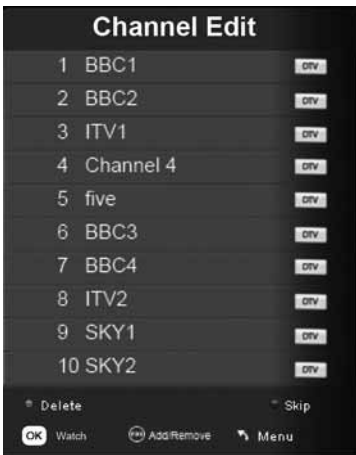 Channel Edit
1 BBC1 DTV
2 BBC2 DTV
3 ITV1 DTV
4 Channel 4 DTV
5 five DTV
6 BBC3 DTV
7 BBC4 DTV
8 ITV2 DTV
9 SKY1 DTV
10 SKY2 DTV
Delete Skip
OK Watch Add/Remove Menu